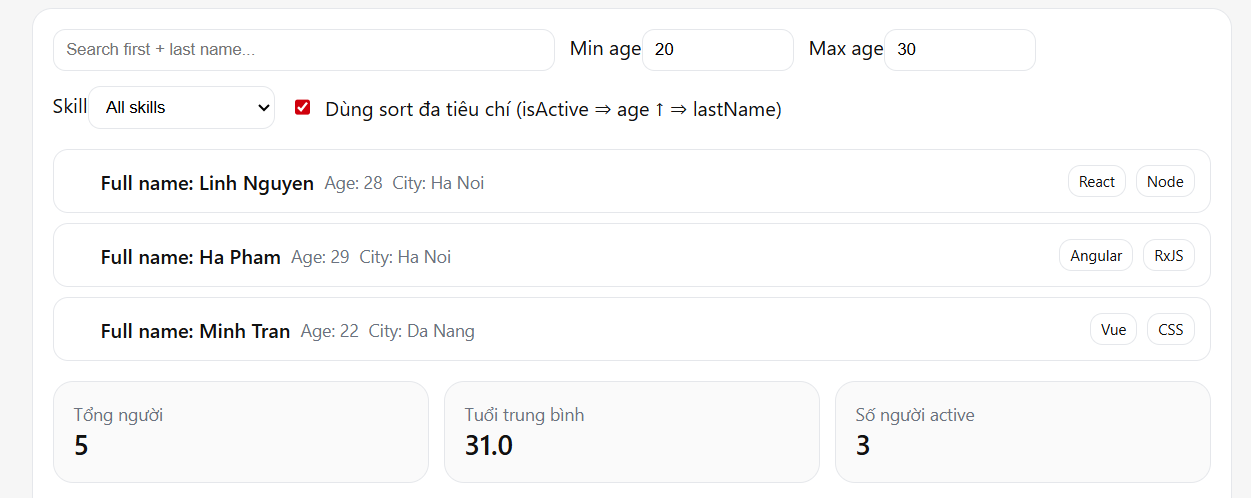 Search first + last name... Min age 20 Max age 30
Skill All skills Dùng sort đa tiêu chí (isActive ⇒ age ↑ ⇒ lastName)
Full name: Linh Nguyen Age: 28 City: Ha Noi React Node
Full name: Ha Pham Age: 29 City: Ha Noi Angular RxJS
Full name: Minh Tran Age: 22 City: Da Nang Vue CSS
Tổng người Tuổi trung bình Số người active
5 31.0 3